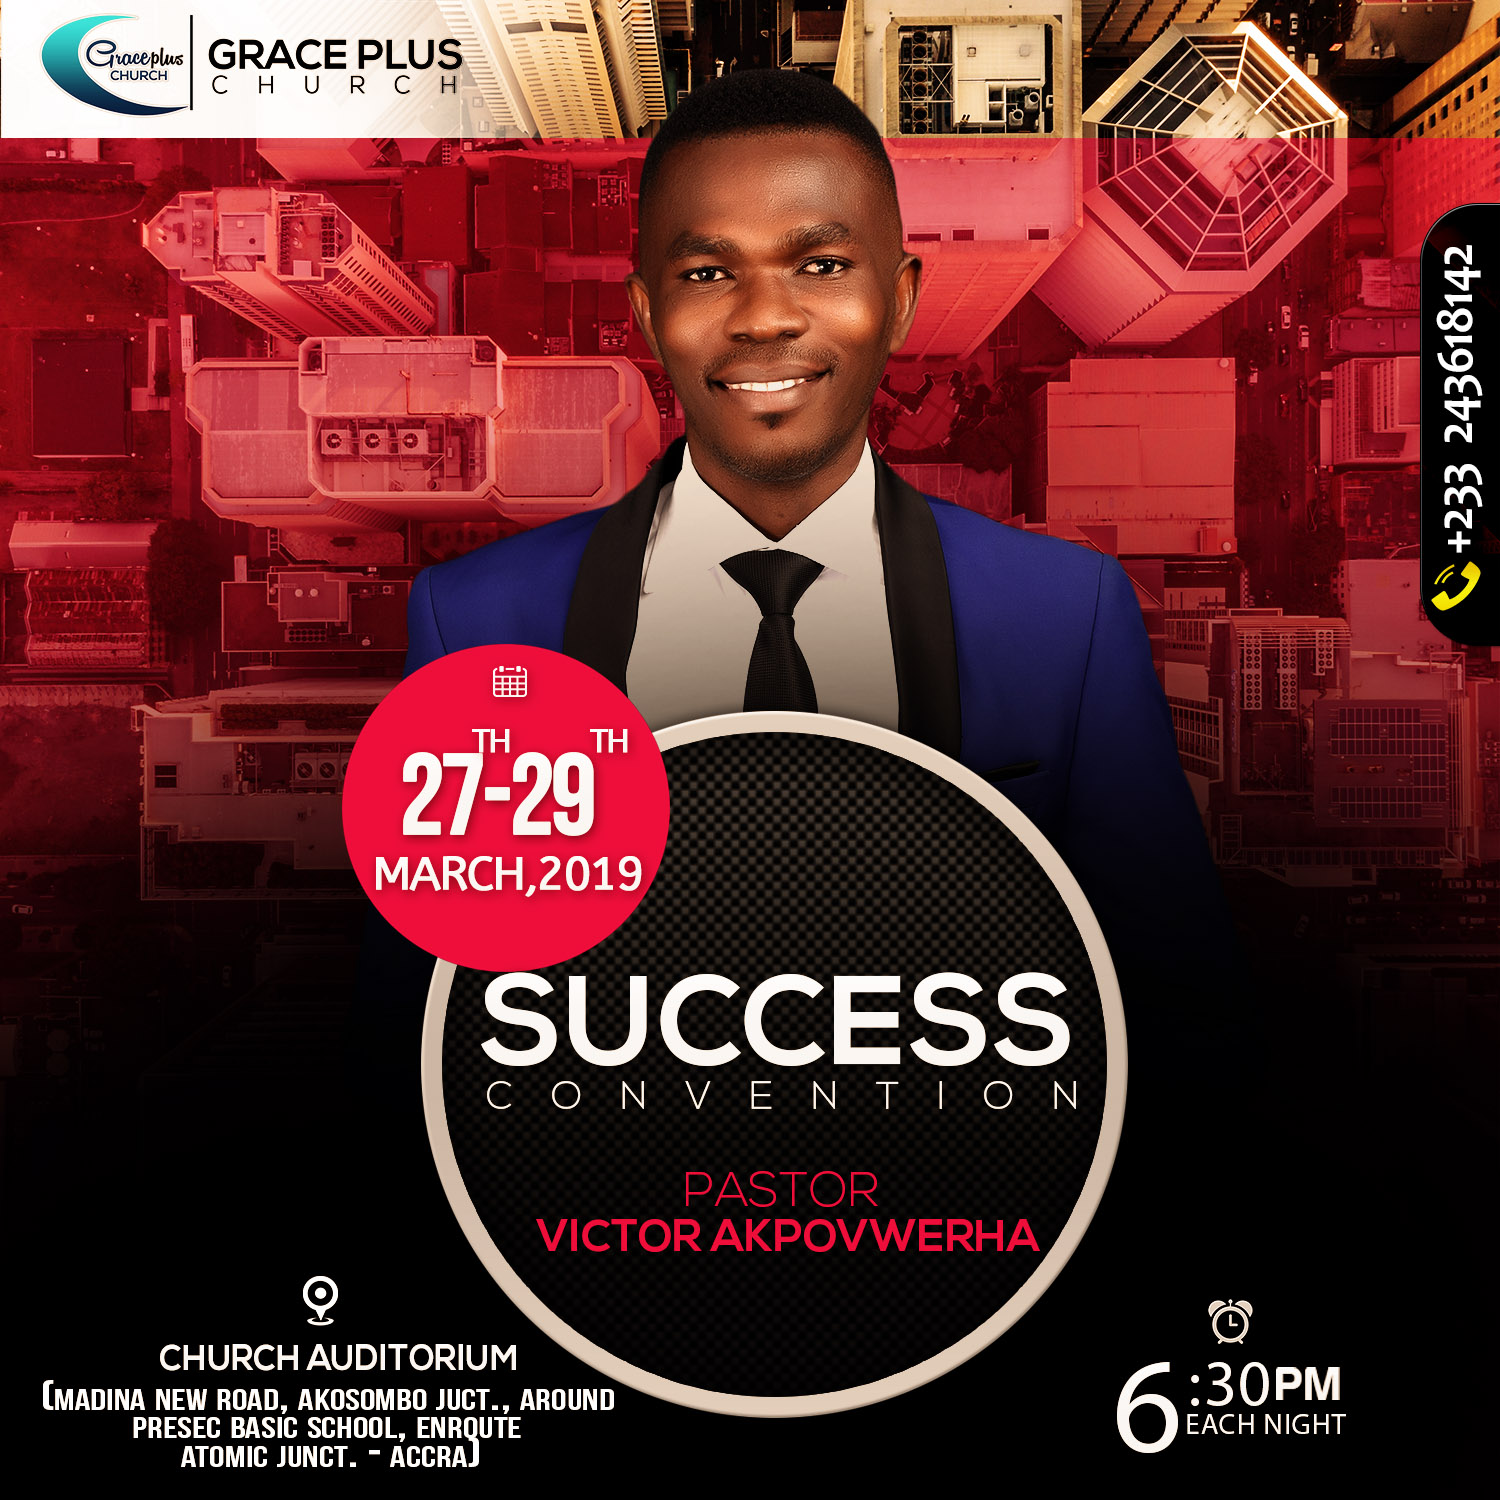 Graceplus
CHURCH
GRACE PLUS
CHURCH
+233 243618142
27TH-29TH
MARCH,2019
SUCCESS
CONVENTION
PASTOR
VICTOR AKPOVWERHA
CHURCH AUDITORIUM
(MADINA NEW ROAD, AKOSOMBO JUCT., AROUND
PRESEC BASIC SCHOOL, ENROUTE
ATOMIC JUNCT. - ACCRA)
6:30PM
EACH NIGHT